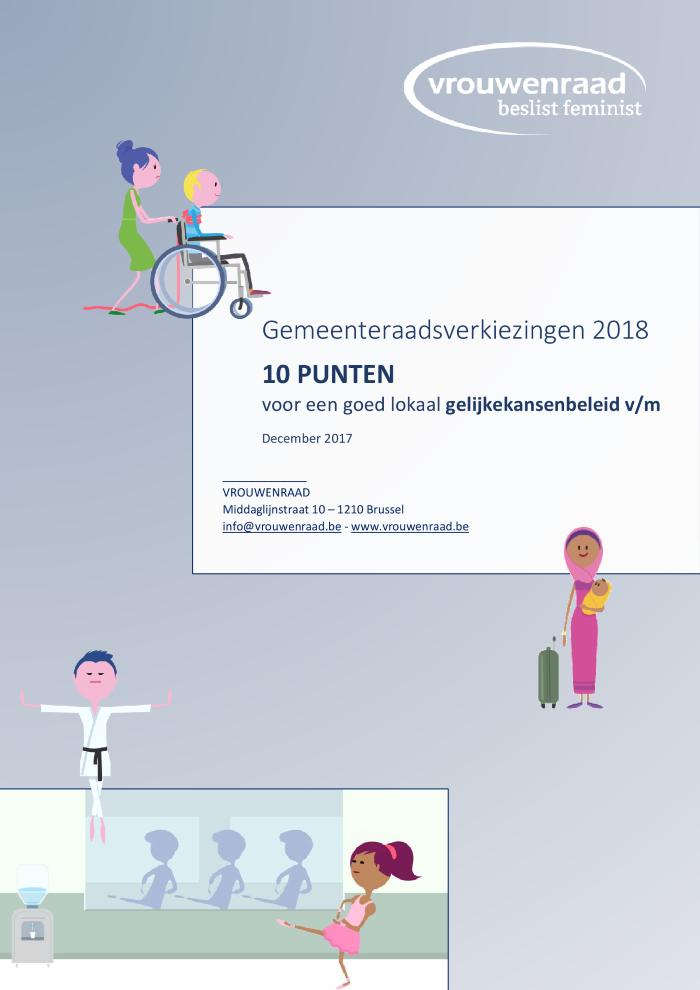 vrouwenraad
beslist feminist
Gemeenteraadsverkiezingen 2018
10 PUNTEN
voor een goed lokaal gelijkekansenbeleid v/m
December 2017
VROUWENRAAD
Middaglijnstraat 10 – 1210 Brussel
info@vrouwenraad.be - www.vrouwenraad.be